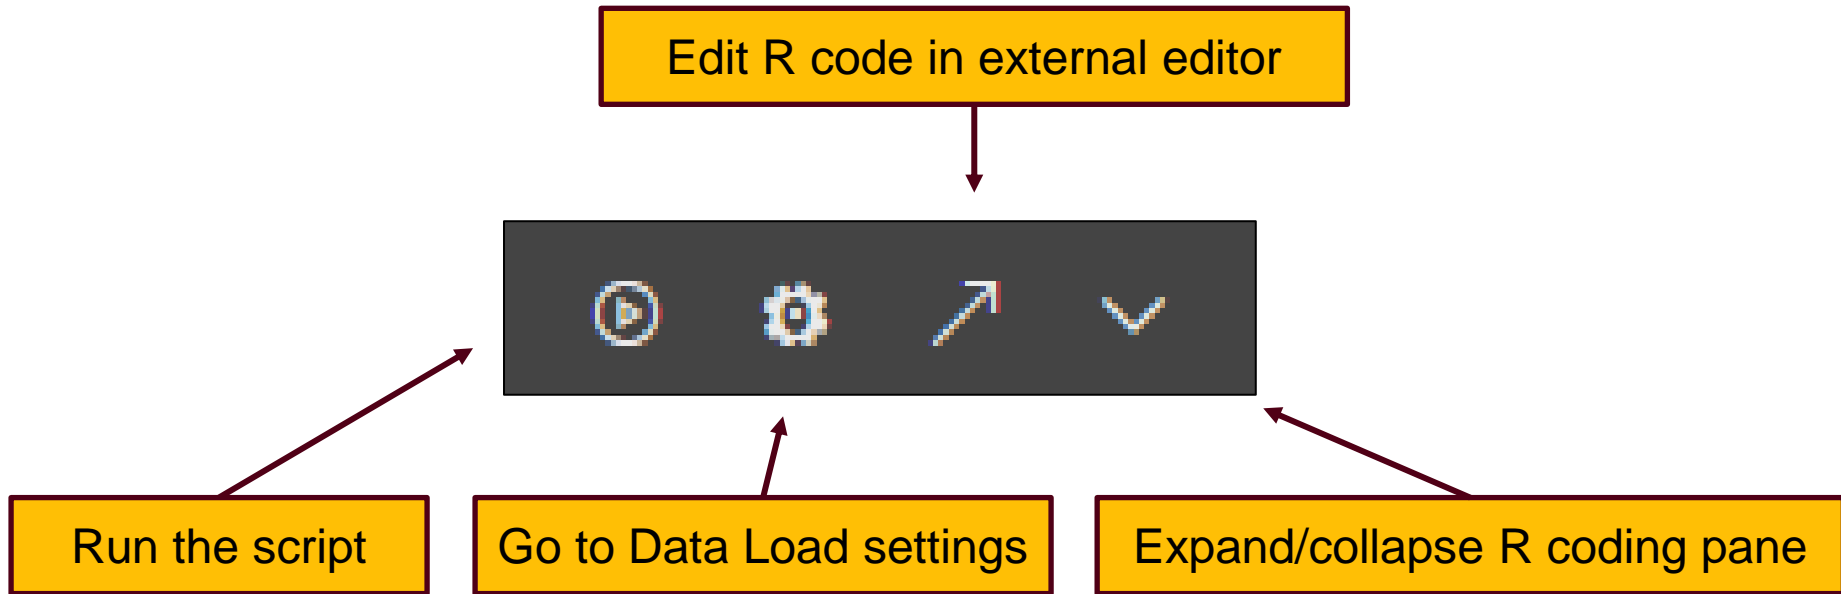 Edit R code in external editor
Run the script
Go to Data Load settings
Expand/collapse R coding pane